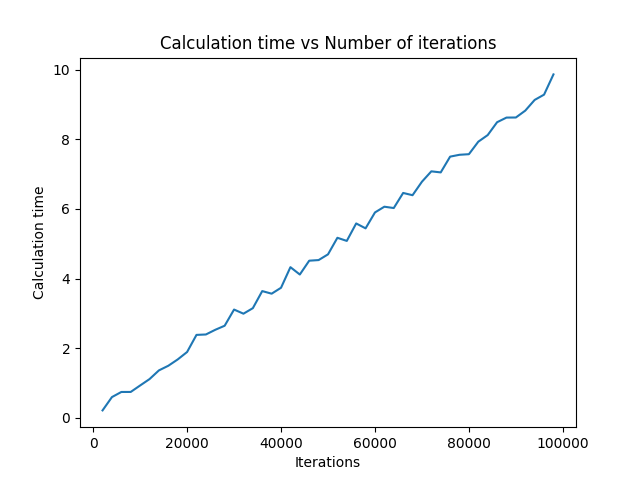 Calculation time vs Number of iterations
10
8
6
4
2
0
Calculation time
0 20000 40000 60000 80000 100000
Iterations